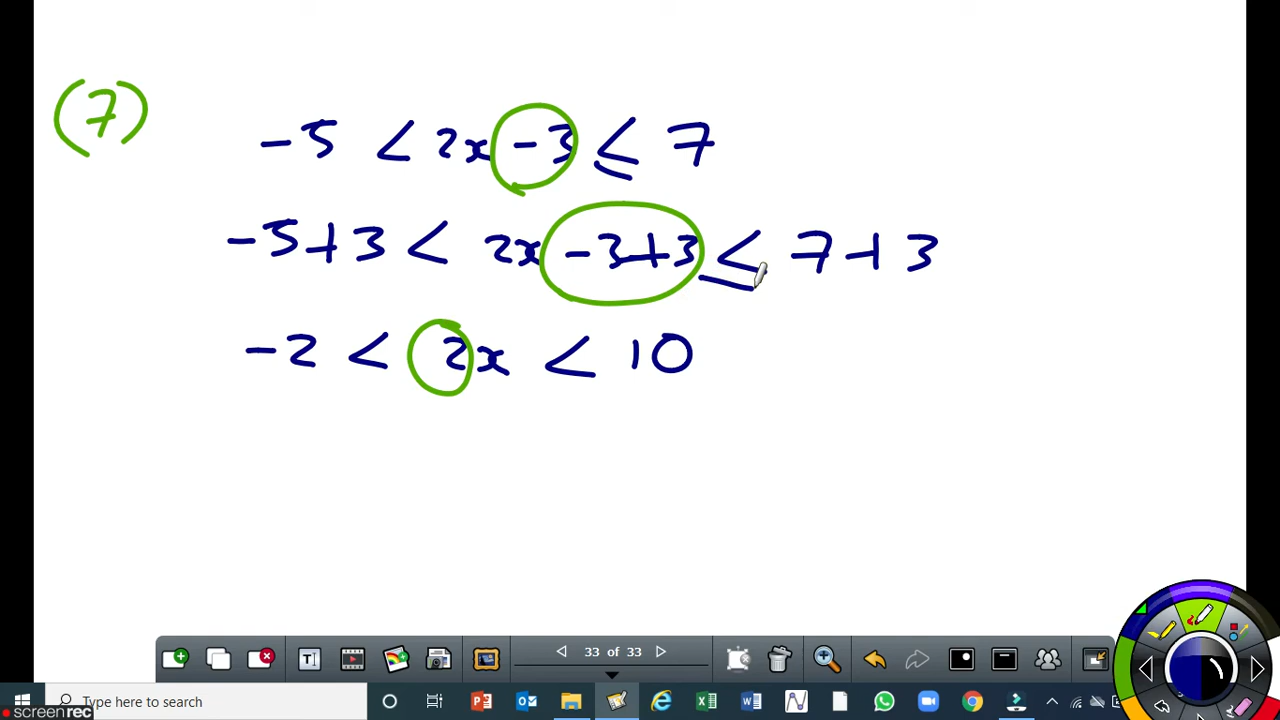 (7)
-5 < 2x -3 ≤ 7
-5+3 < 2x -3+3 ≤ 7+3
-2 < 2x < 10
33 of 33
Type here to search
screenrec